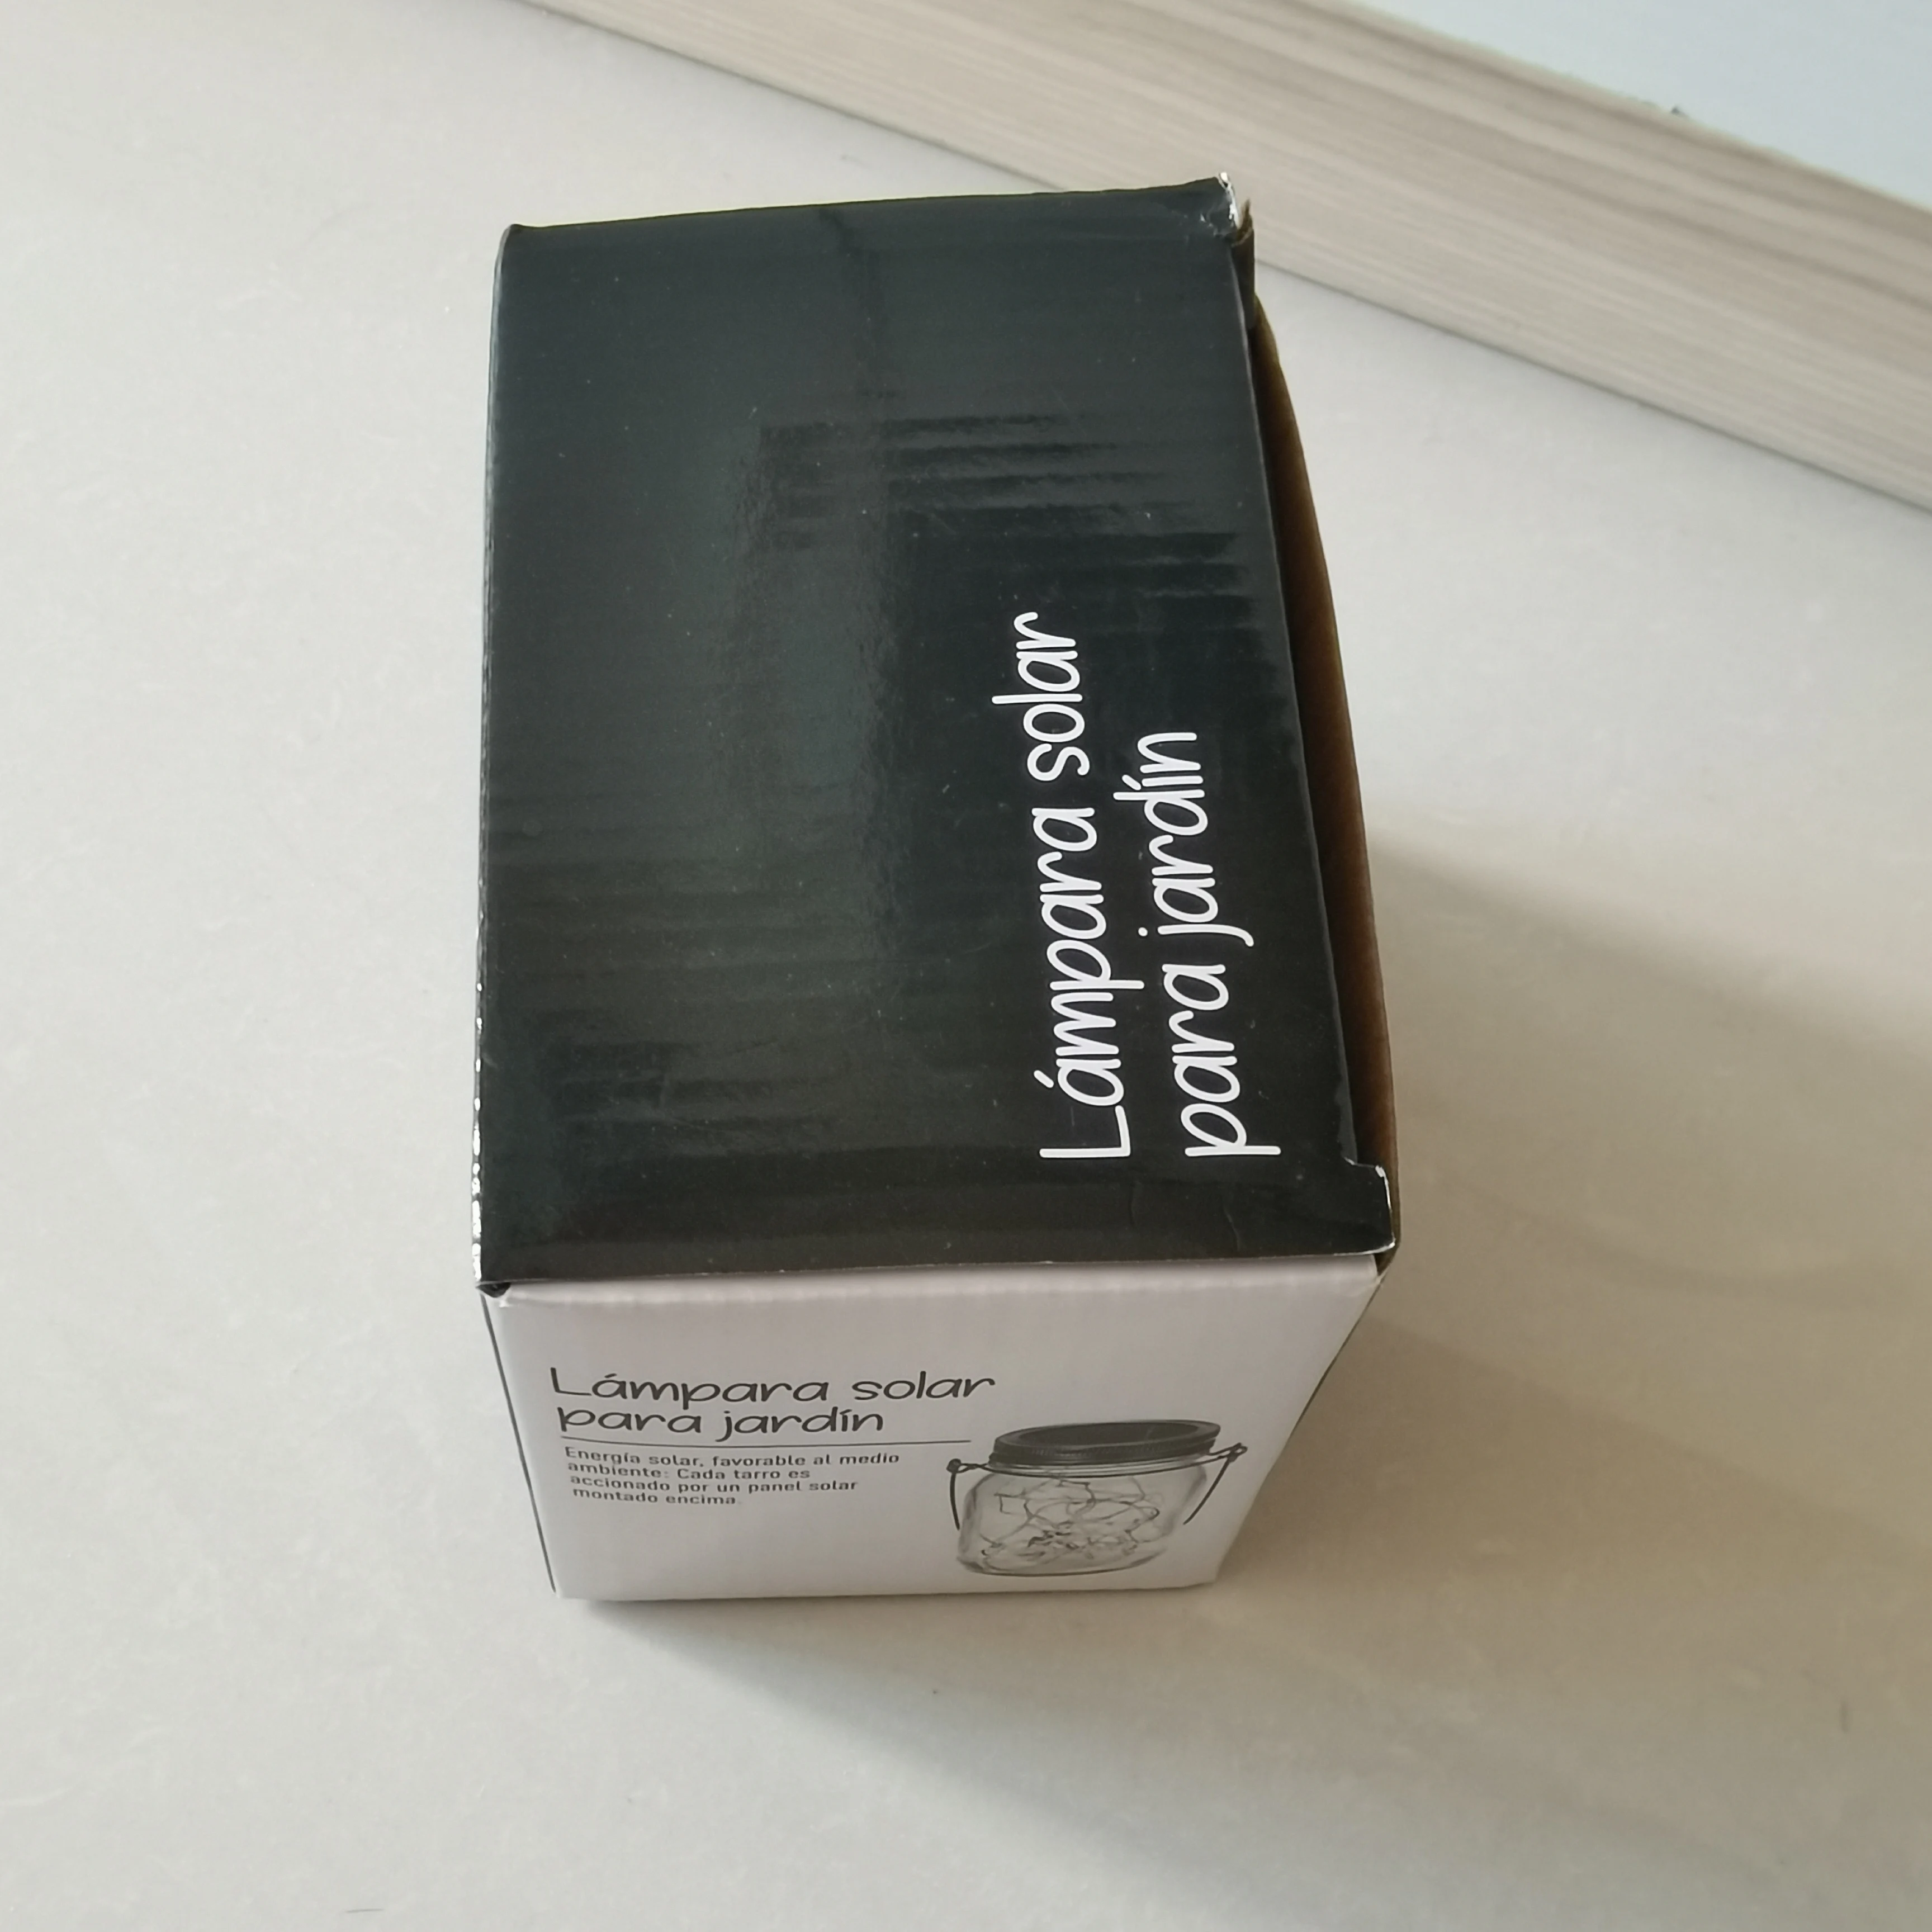 Lámpara solar
para jardín
Lámpara solar
para jardín
Energía solar, favorable al medio
ambiente: Cada tarro es
accionado por un panel solar
montado encima.